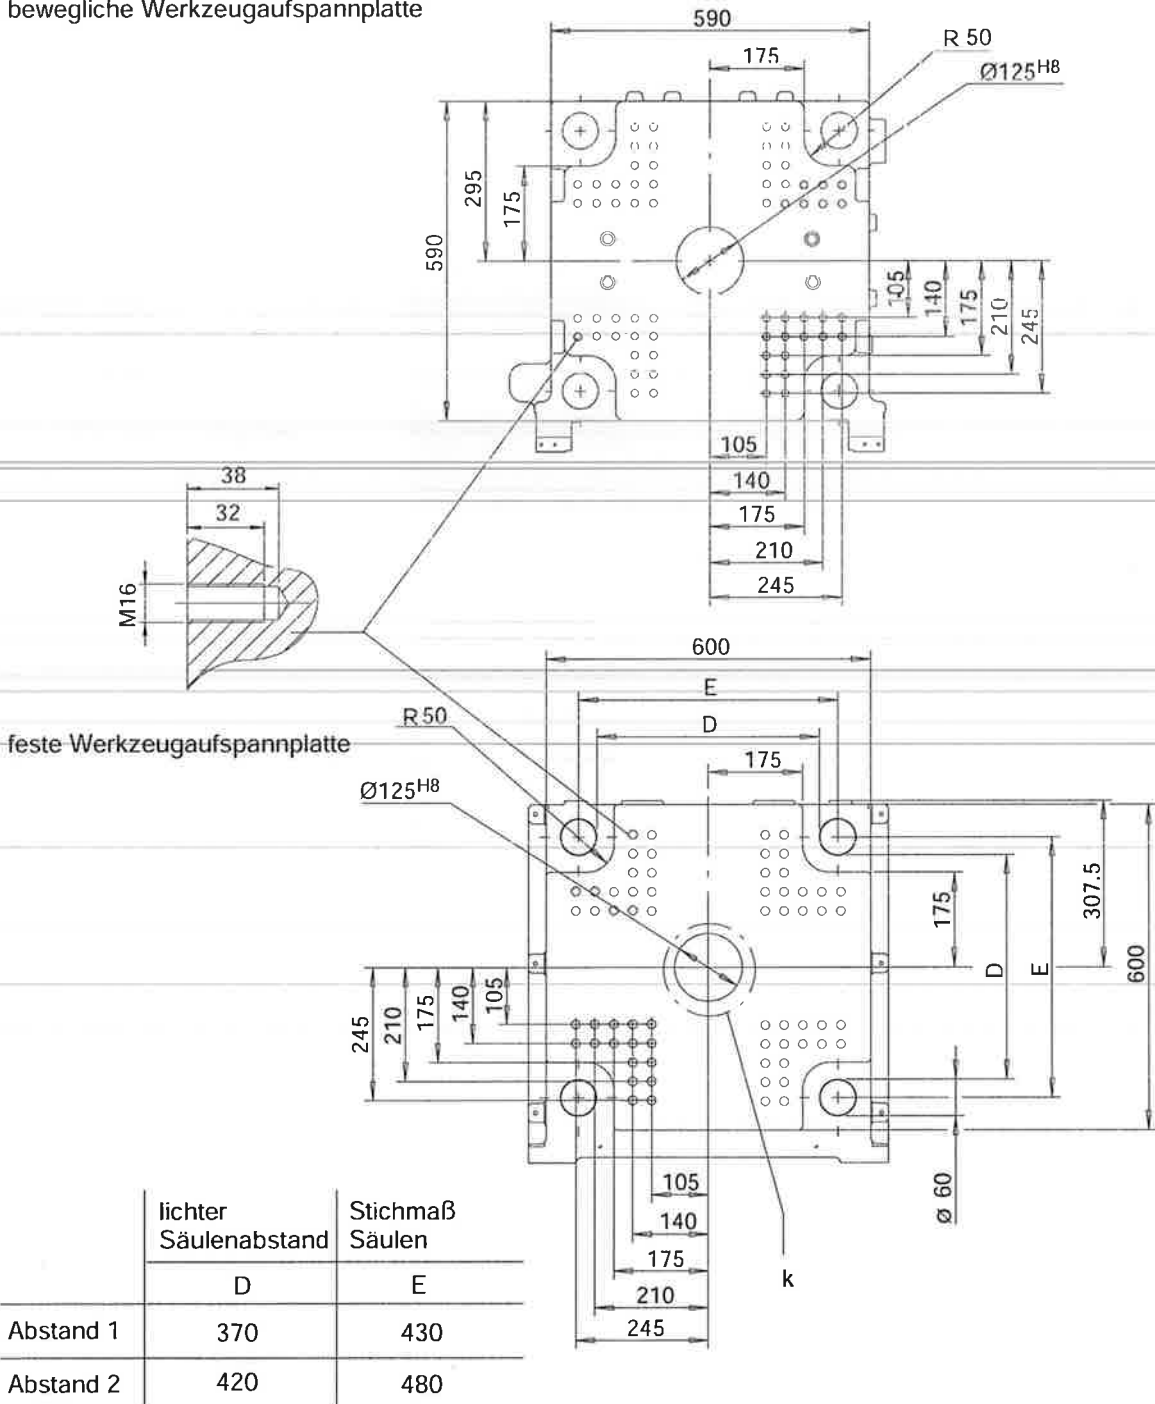 bewegliche Werkzeugaufspannplatte
590
175
R 50
Ø125H8
295
175
590
105
140
175
210
245
105
140
175
210
245
38
32
M16
600
E
D
R 50
feste Werkzeugaufspannplatte
175
Ø125H8
307.5
175
D
E
600
105
140
175
210
245
Ø 60
105
140
175
210
245
k
lichter Stichmaß
Säulenabstand Säulen
D E
Abstand 1 370 430
Abstand 2 420 480